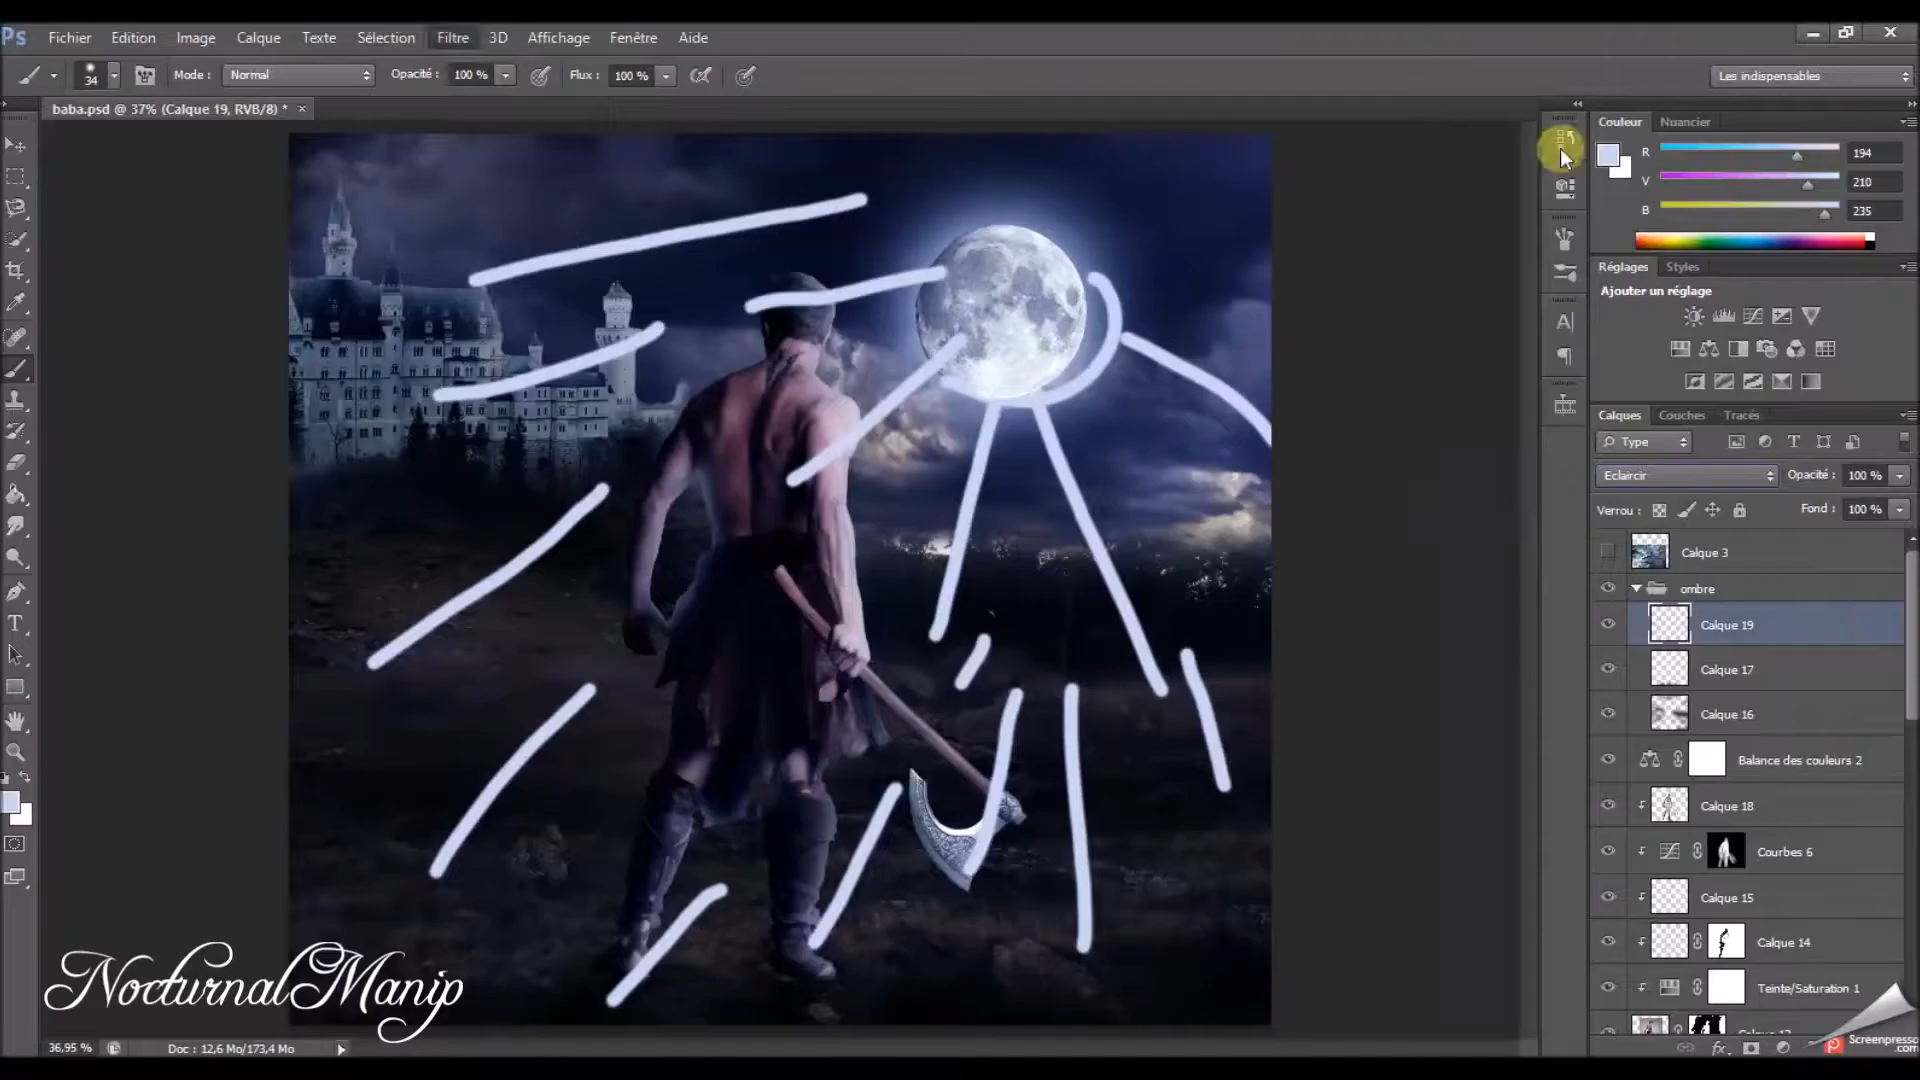 Ps Fichier Edition Image Calque Texte Sélection Filtre 3D Affichage Fenêtre Aide
34 Mode : Normal Opacité : 100 % Flux : 100 % Les indispensables
baba.psd @ 37% (Calque 19, RVB/8) * ×
Couleur Nuancier
R 194
V 210
B 235
Réglages Styles
Ajouter un réglage
Calques Couches Tracés
Type
Eclaircir Opacité : 100 %
Verrou : Fond : 100 %
Calque 3
ombre
Calque 19
Calque 17
Calque 16
Balance des couleurs 2
Calque 18
Courbes 6
Calque 15
Calque 14
Teinte/Saturation 1
NocturnalManip
36,95 % Doc : 12,6 Mo/173,4 Mo
fx
Screenpresso
.com